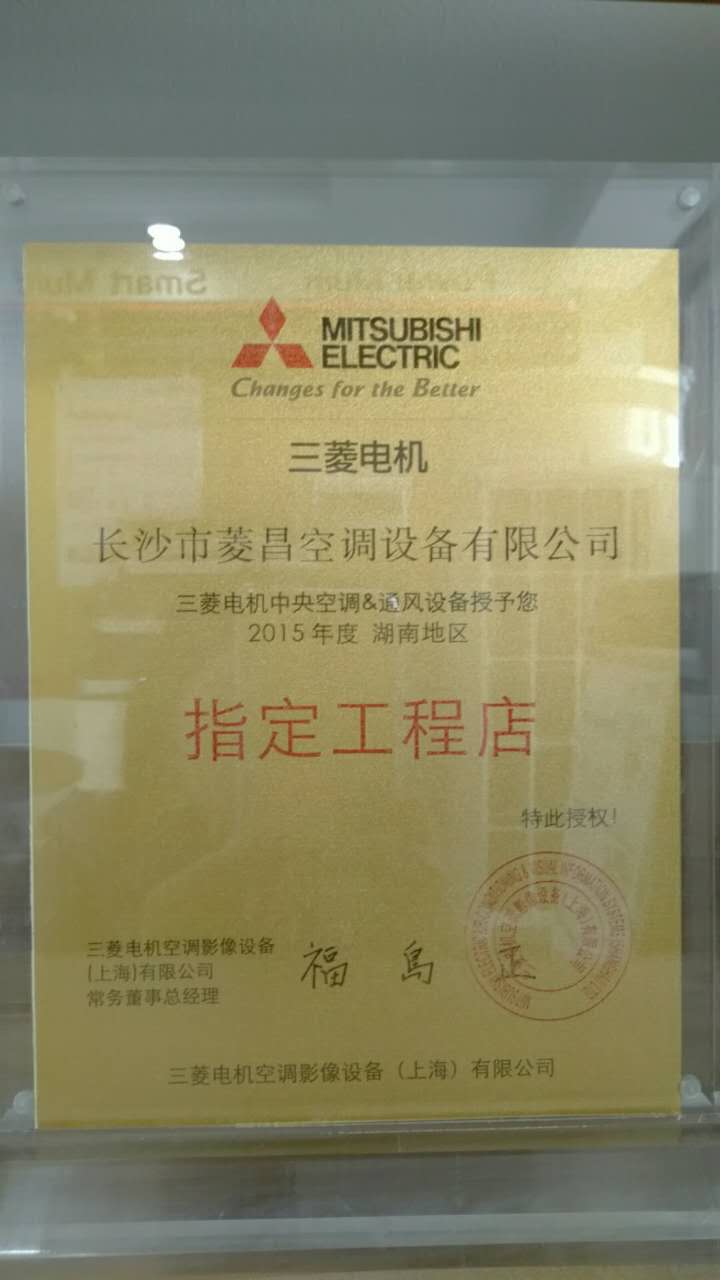 MITSUBISHI
ELECTRIC
Changes for the Better
三菱电机
长沙市菱昌空调设备有限公司
三菱电机中央空调&通风设备授予您
2015年度 湖南地区
指定工程店
特此授权!
三菱电机空调影像设备
(上海)有限公司
常务董事总经理
福島 正
三菱电机空调影像设备（上海）有限公司
Smart Mu